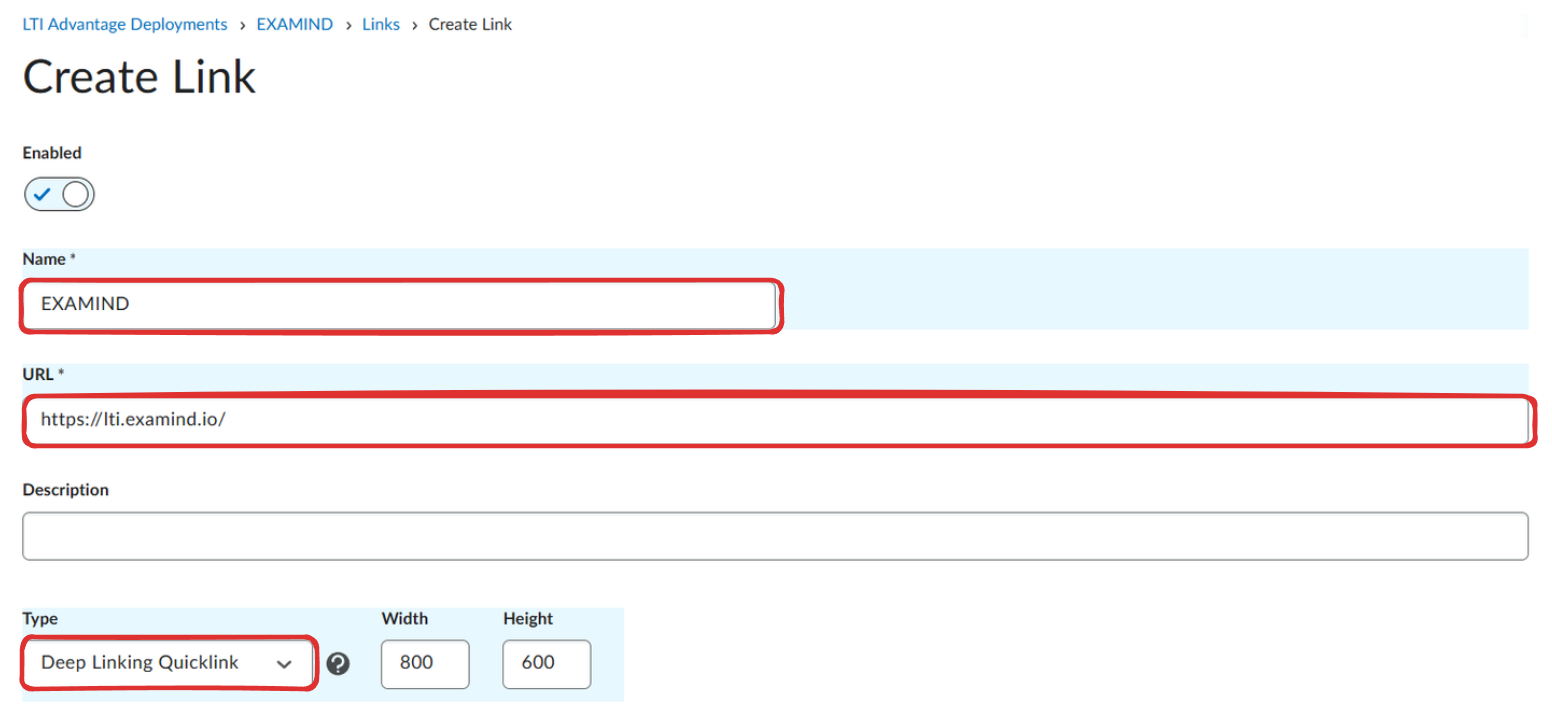 LTI Advantage Deployments › EXAMIND › Links › Create Link
Create Link
Enabled
Name *
EXAMIND
URL *
https://lti.examind.io/
Description
Type Width Height
Deep Linking Quicklink ? 800 600